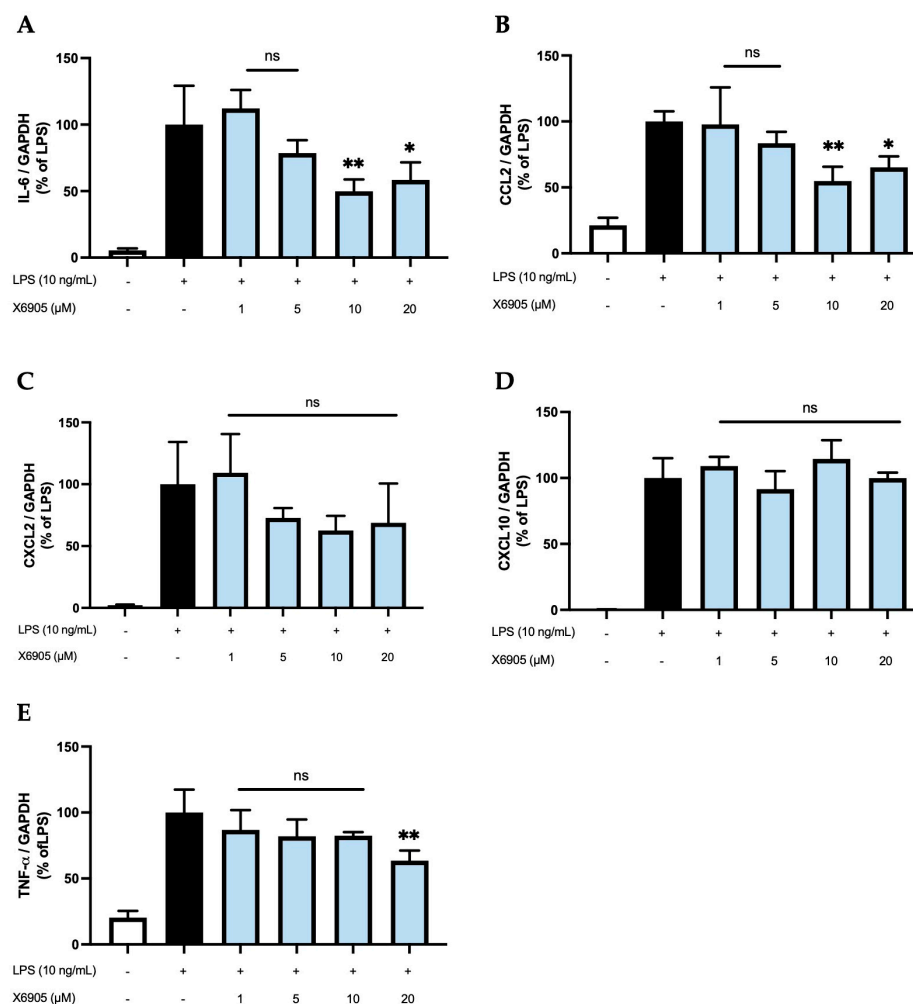 A
IL-6 / GAPDH
(% of LPS)
150
100
50
0
ns
** *
LPS (10 ng/mL) - + + + + +
X6905 (µM) - - 1 5 10 20
B
CCL2 / GAPDH
(% of LPS)
150
100
50
0
ns
** *
LPS (10 ng/mL) - + + + + +
X6905 (µM) - - 1 5 10 20
C
CXCL2 / GAPDH
(% of LPS)
150
100
50
0
ns
LPS (10 ng/mL) - + + + + +
X6905 (µM) - - 1 5 10 20
D
CXCL10 / GAPDH
(% of LPS)
150
100
50
0
ns
LPS (10 ng/mL) - + + + + +
X6905 (µM) - - 1 5 10 20
E
TNF-α / GAPDH
(% ofLPS)
150
100
50
0
ns
**
LPS (10 ng/mL) - + + + + +
X6905 (µM) - - 1 5 10 20